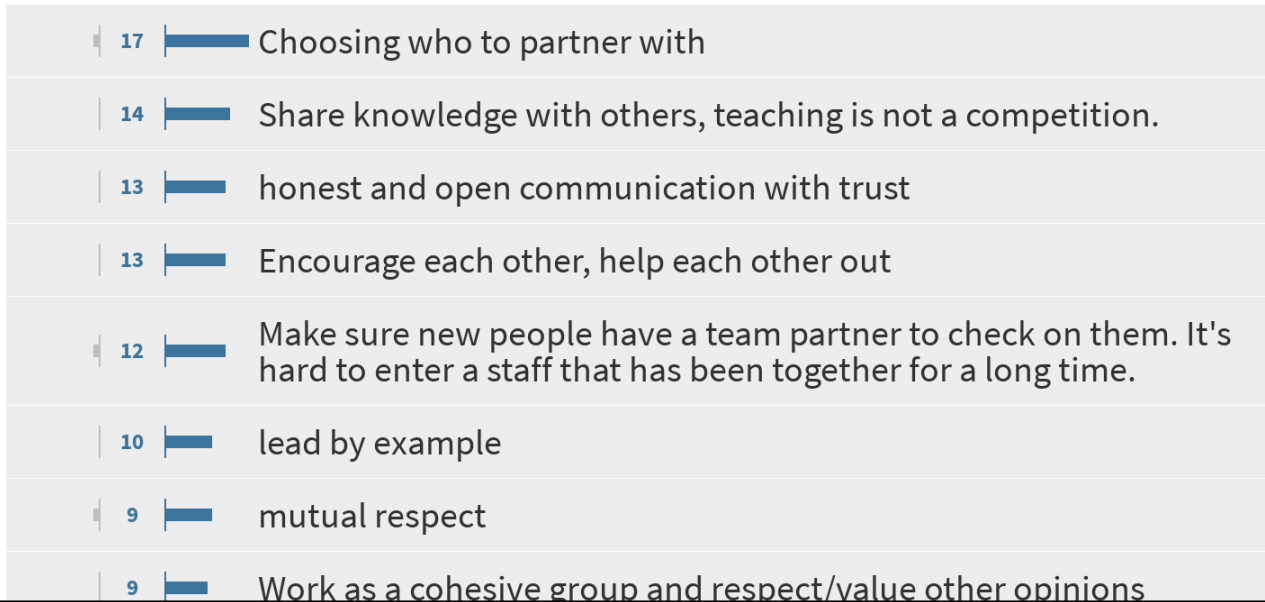 17 Choosing who to partner with
14 Share knowledge with others, teaching is not a competition.
13 honest and open communication with trust
13 Encourage each other, help each other out
12 Make sure new people have a team partner to check on them. It's
hard to enter a staff that has been together for a long time.
10 lead by example
9 mutual respect
9 Work as a cohesive group and respect/value other opinions